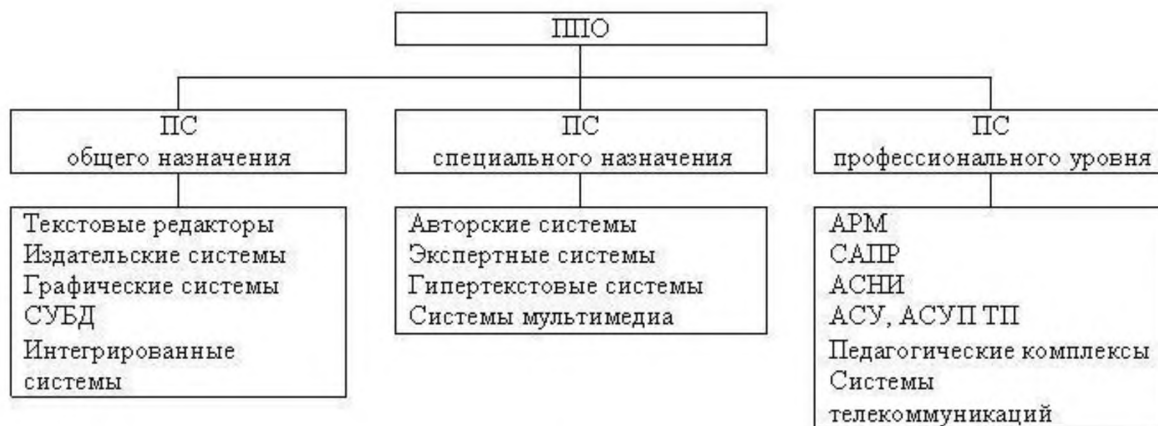 ППО
ПС
общего назначения
ПС
специального назначения
ПС
профессионального уровня
Текстовые редакторы
Издательские системы
Графические системы
СУБД
Интегрированные
системы
Авторские системы
Экспертные системы
Гипертекстовые системы
Системы мультимедиа
АРМ
САПР
АСНИ
АСУ, АСУП ТП
Педагогические комплексы
Системы
телекоммуникаций